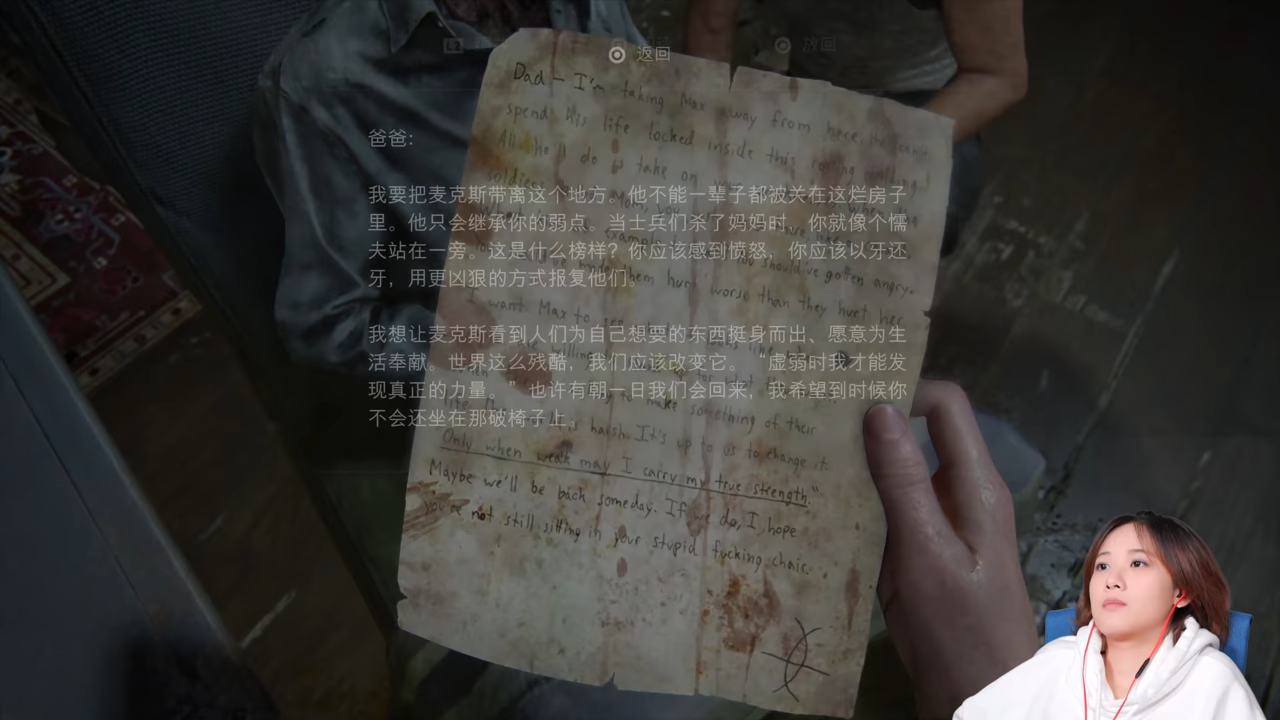 返回
放回
爸爸:
我要把麦克斯带离这个地方。他不能一辈子都被关在这烂房子
里。他只会继承你的弱点。当士兵们杀了妈妈时，你就像个懦
夫站在一旁。这是什么榜样？你应该感到愤怒，你应该以牙还
牙，用更凶狠的方式报复他们。
我想让麦克斯看到人们为自己想要的东西挺身而出、愿意为生
活奉献。世界这么残酷，我们应该改变它。“虚弱时我才能发
现真正的力量。”也许有朝一日我们会回来，我希望到时候你
不会还坐在那破椅子上。
Dad - I'm taking Max away from here. He can't
spend his life locked inside this
All he'll do is take on
should've gotten angry.
them hurt worse than they hurt her.
want Max to
willing to make something of their
harsh. It's up to us to change it.
Only when weak may I carry my true strength."
Maybe we'll be back someday. If we do, I hope
you're not still sitting in your stupid fucking chair.